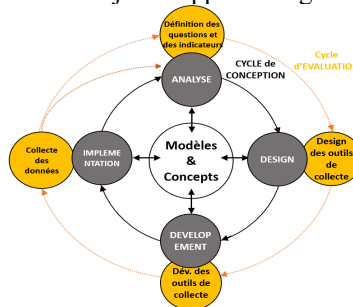 Définition des
questions et
des indicateurs
Cycle
d'EVALUATIO
CYCLE de
CONCEPTION
ANALYSE
Collecte
des
données
IMPLEME
NTATION
Modèles
&
Concepts
DESIGN
Design
des outils
de
collecte
DEVELOP
PEMENT
Dév. des outils
de collecte